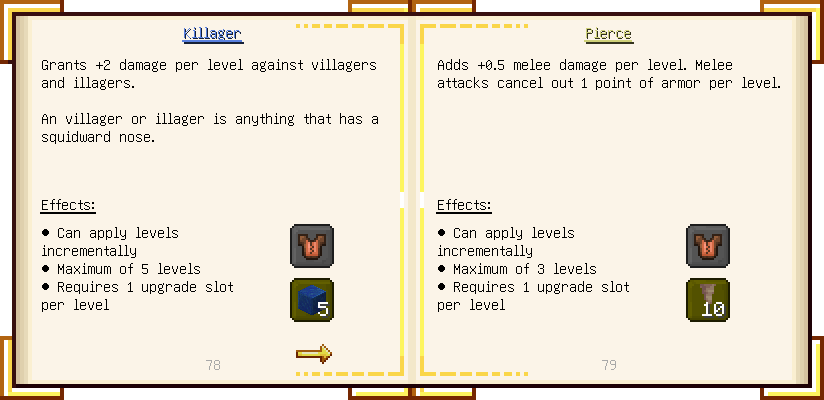 Killager
Grants +2 damage per level against villagers
and illagers.
An villager or illager is anything that has a
squidward nose.
Effects:
● Can apply levels
incrementally
● Maximum of 5 levels
● Requires 1 upgrade slot
per level
5
78
Pierce
Adds +0.5 melee damage per level. Melee
attacks cancel out 1 point of armor per level.
Effects:
● Can apply levels
incrementally
● Maximum of 3 levels
● Requires 1 upgrade slot
per level
10
79